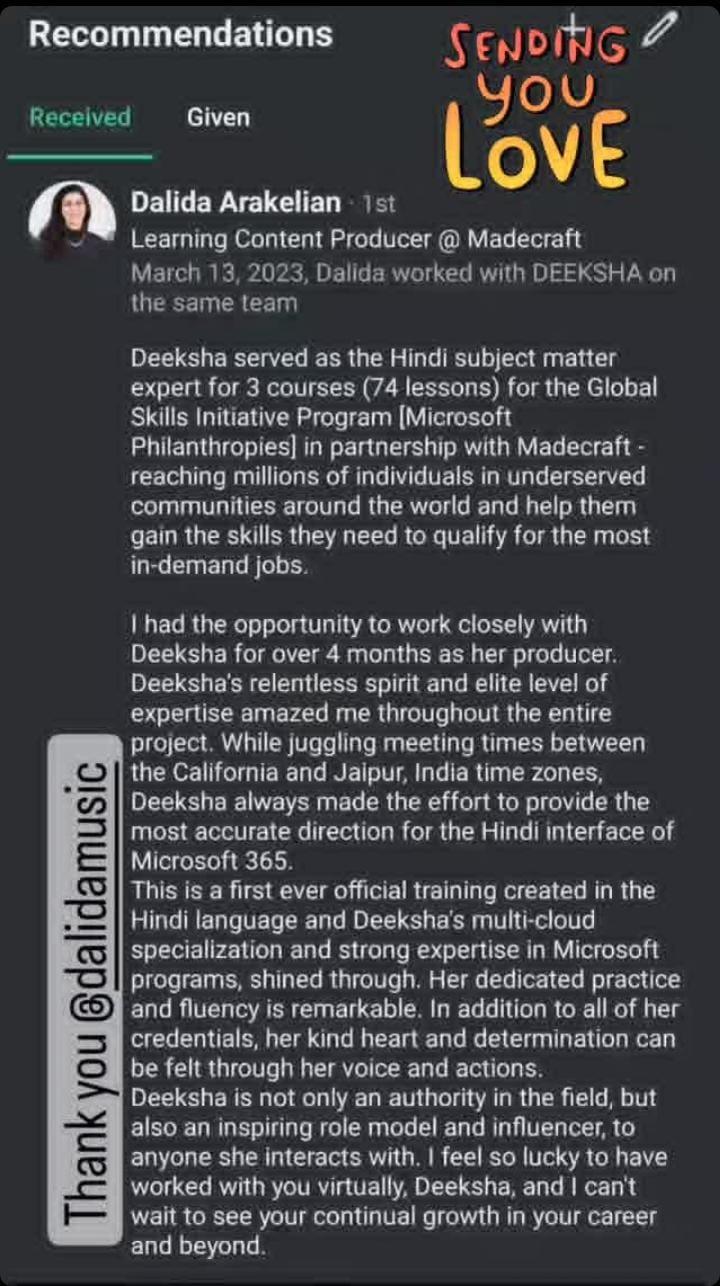 Recommendations
SENDING
YOU
LOVE
Received
Given
Dalida Arakelian · 1st
Learning Content Producer @ Madecraft
March 13, 2023, Dalida worked with DEEKSHA on
the same team
Deeksha served as the Hindi subject matter
expert for 3 courses (74 lessons) for the Global
Skills Initiative Program [Microsoft
Philanthropies] in partnership with Madecraft -
reaching millions of individuals in underserved
communities around the world and help them
gain the skills they need to qualify for the most
in-demand jobs.
I had the opportunity to work closely with
Deeksha for over 4 months as her producer.
Deeksha's relentless spirit and elite level of
expertise amazed me throughout the entire
project. While juggling meeting times between
the California and Jaipur, India time zones,
Deeksha always made the effort to provide the
most accurate direction for the Hindi interface of
Microsoft 365.
This is a first ever official training created in the
Hindi language and Deeksha's multi-cloud
specialization and strong expertise in Microsoft
programs, shined through. Her dedicated practice
and fluency is remarkable. In addition to all of her
credentials, her kind heart and determination can
be felt through her voice and actions.
Deeksha is not only an authority in the field, but
also an inspiring role model and influencer, to
anyone she interacts with. I feel so lucky to have
worked with you virtually, Deeksha, and I can't
wait to see your continual growth in your career
and beyond.
Thank you @dalidamusic